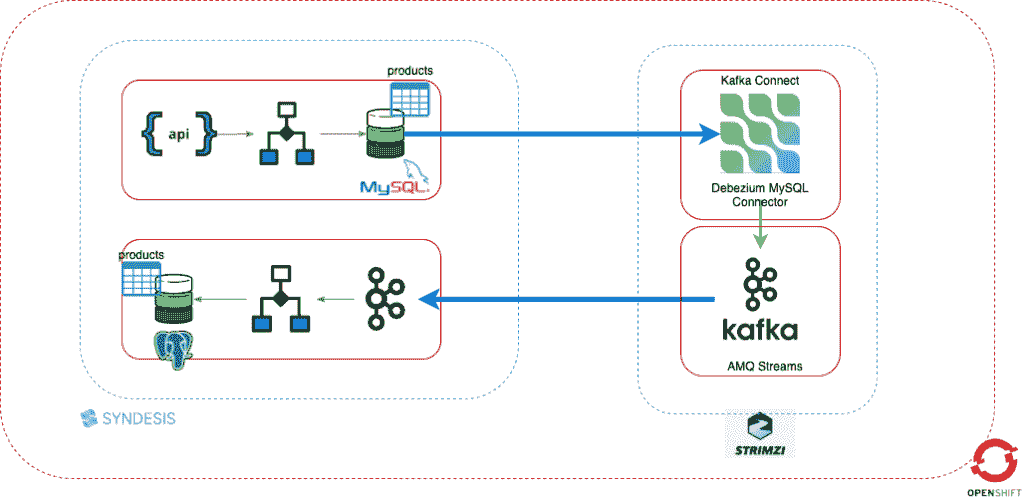 products
Kafka Connect
{ api }
MySQL
Debezium MySQL
Connector
products
kafka
AMQ Streams
SYNDESIS
STRIMZI
OPENSHIFT